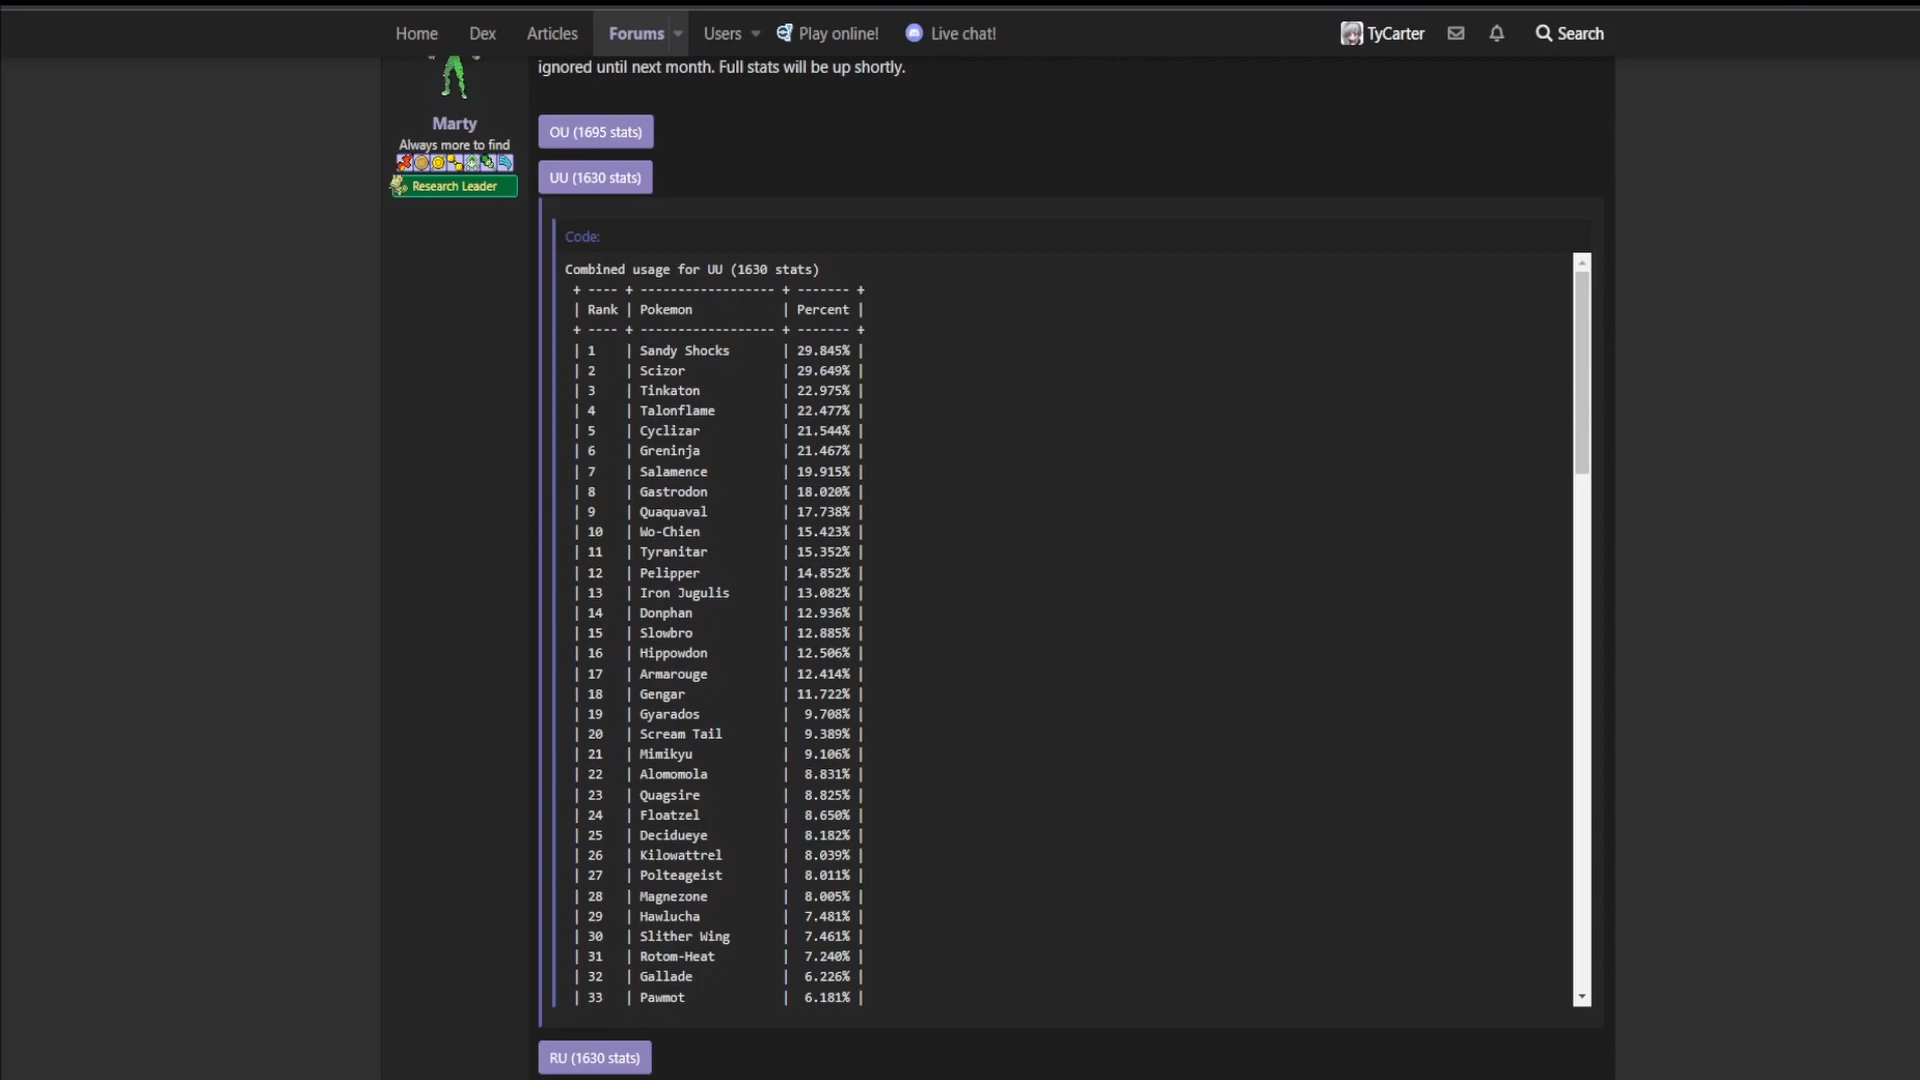 Home Dex Articles Forums Users Play online! Live chat! TyCarter Search
ignored until next month. Full stats will be up shortly.
Marty
Always more to find
Research Leader
OU (1695 stats)
UU (1630 stats)
Code:
Combined usage for UU (1630 stats)
+ ---- + ------------------ + ------- +
| Rank | Pokemon | Percent |
+ ---- + ------------------ + ------- +
| 1 | Sandy Shocks | 29.845% |
| 2 | Scizor | 29.649% |
| 3 | Tinkaton | 22.975% |
| 4 | Talonflame | 22.477% |
| 5 | Cyclizar | 21.544% |
| 6 | Greninja | 21.467% |
| 7 | Salamence | 19.915% |
| 8 | Gastrodon | 18.020% |
| 9 | Quaquaval | 17.738% |
| 10 | Wo-Chien | 15.423% |
| 11 | Tyranitar | 15.352% |
| 12 | Pelipper | 14.852% |
| 13 | Iron Jugulis | 13.082% |
| 14 | Donphan | 12.936% |
| 15 | Slowbro | 12.885% |
| 16 | Hippowdon | 12.506% |
| 17 | Armarouge | 12.414% |
| 18 | Gengar | 11.722% |
| 19 | Gyarados | 9.708% |
| 20 | Scream Tail | 9.389% |
| 21 | Mimikyu | 9.106% |
| 22 | Alomomola | 8.831% |
| 23 | Quagsire | 8.825% |
| 24 | Floatzel | 8.650% |
| 25 | Decidueye | 8.182% |
| 26 | Kilowattrel | 8.039% |
| 27 | Polteageist | 8.011% |
| 28 | Magnezone | 8.005% |
| 29 | Hawlucha | 7.481% |
| 30 | Slither Wing | 7.461% |
| 31 | Rotom-Heat | 7.240% |
| 32 | Gallade | 6.226% |
| 33 | Pawmot | 6.181% |
RU (1630 stats)